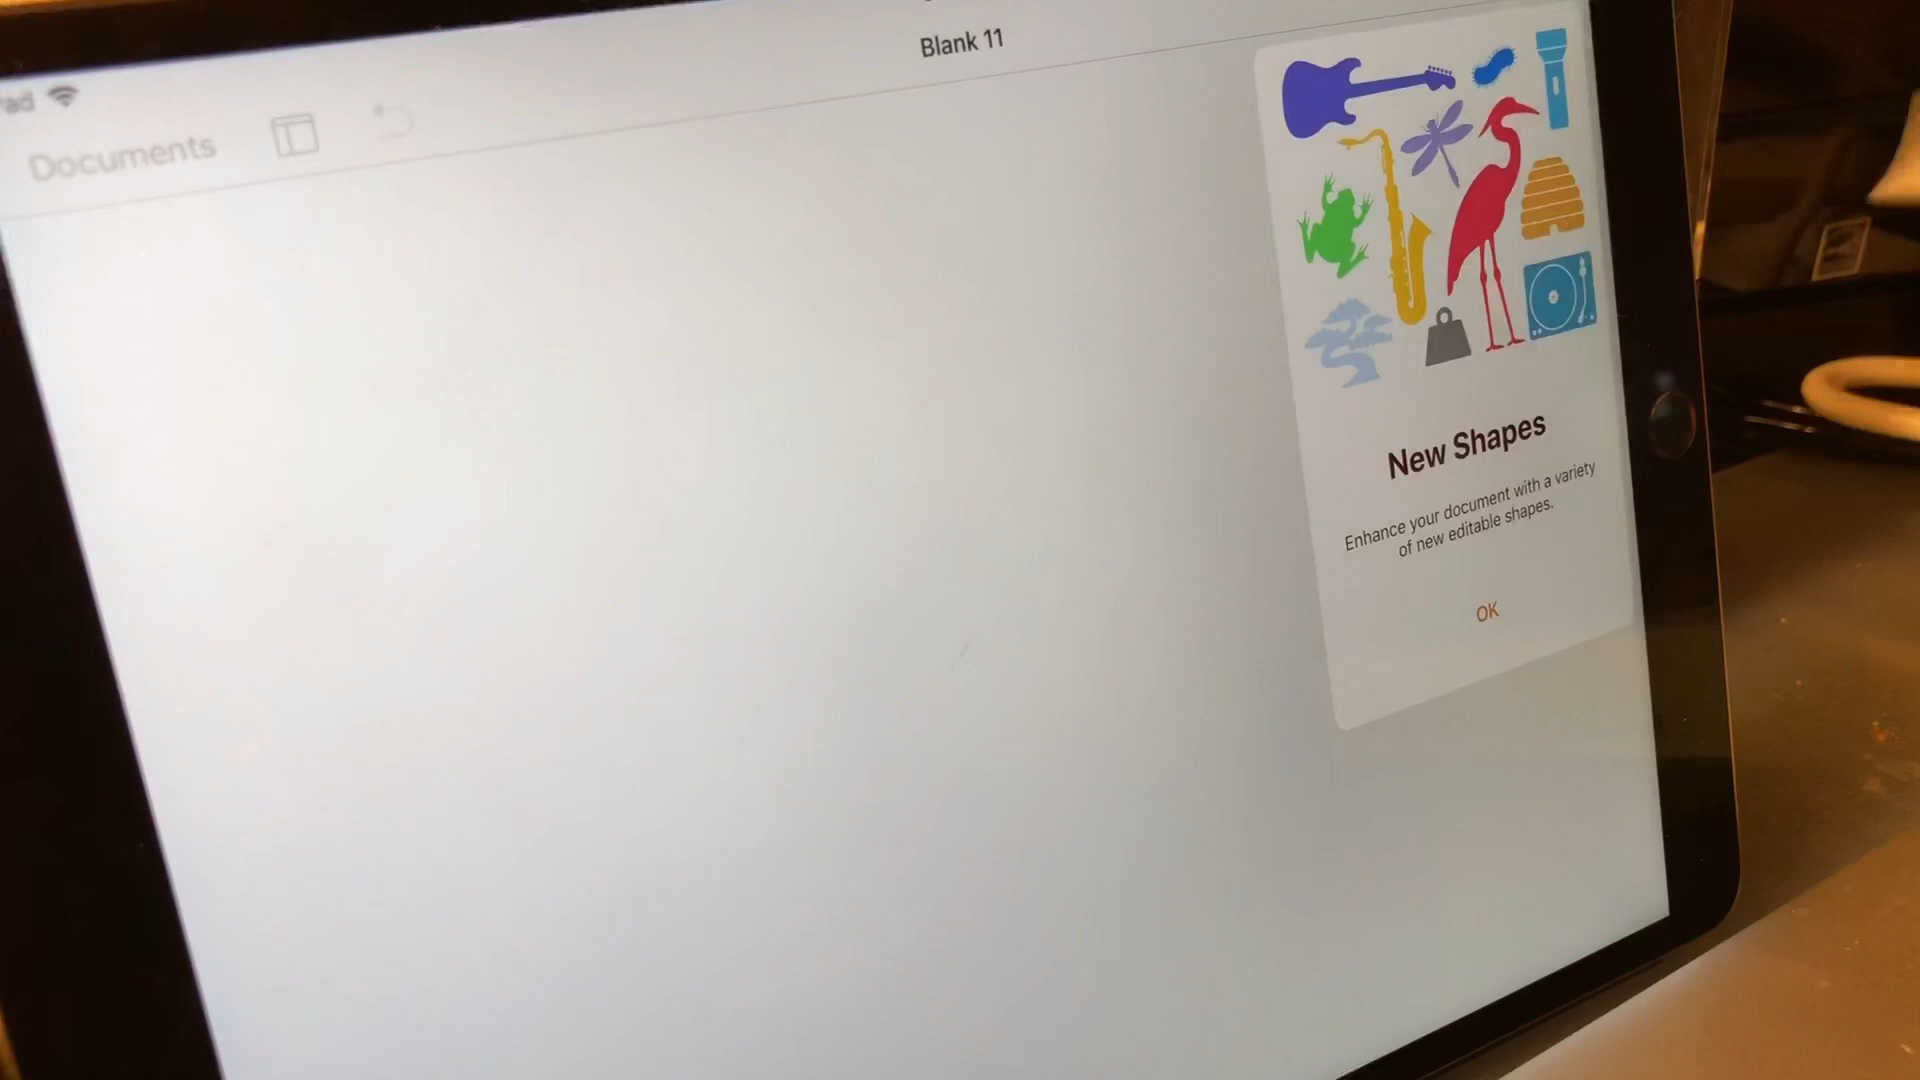 Blank 11
Documents
New Shapes
Enhance your document with a variety
of new editable shapes.
OK